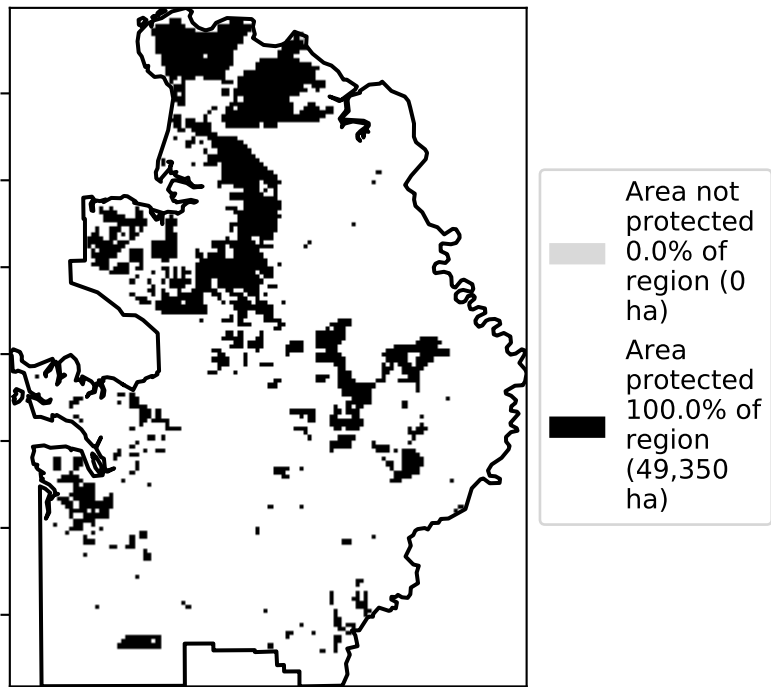 Area not
protected
0.0% of
region (0
ha)
Area
protected
100.0% of
region
(49,350
ha)